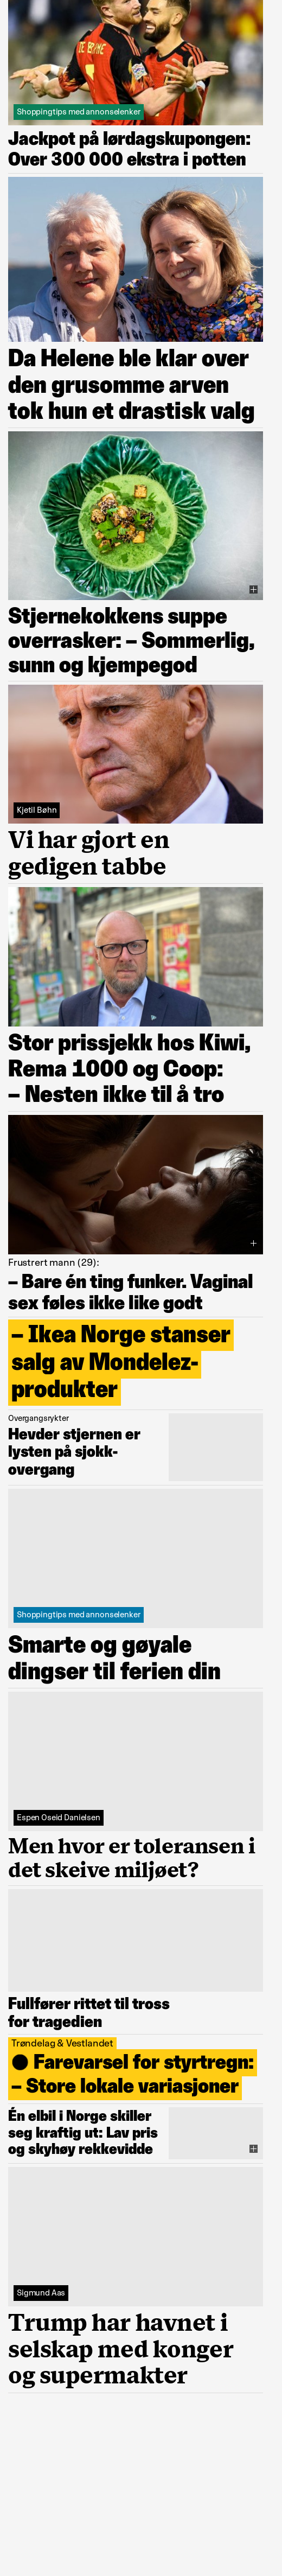 DE BRUYNE
Shoppingtips med annonselenker
Jackpot på lørdagskupongen:
Over 300 000 ekstra i potten
Da Helene ble klar over
den grusomme arven
tok hun et drastisk valg
Stjernekokkens suppe
overrasker: – Sommerlig,
sunn og kjempegod
Kjetil Bøhn
Vi har gjort en
gedigen tabbe
Stor prissjekk hos Kiwi,
Rema 1000 og Coop:
– Nesten ikke til å tro
Frustrert mann (29):
– Bare én ting funker. Vaginal
sex føles ikke like godt
– Ikea Norge stanser
salg av Mondelez-
produkter
Overgangsrykter
Hevder stjernen er
lysten på sjokk-
overgang
Shoppingtips med annonselenker
Smarte og gøyale
dingser til ferien din
Espen Oseid Danielsen
Men hvor er toleransen i
det skeive miljøet?
Fullfører rittet til tross
for tragedien
Trøndelag & Vestlandet
● Farevarsel for styrtregn:
– Store lokale variasjoner
Én elbil i Norge skiller
seg kraftig ut: Lav pris
og skyhøy rekkevidde
Sigmund Aas
Trump har havnet i
selskap med konger
og supermakter